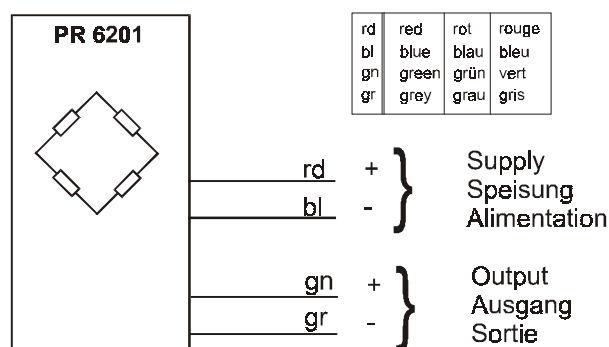 PR 6201
rd red rot rouge
bl blue blau bleu
gn green grün vert
gr grey grau gris
rd + Supply
Speisung
bl - Alimentation
gn + Output
Ausgang
gr - Sortie